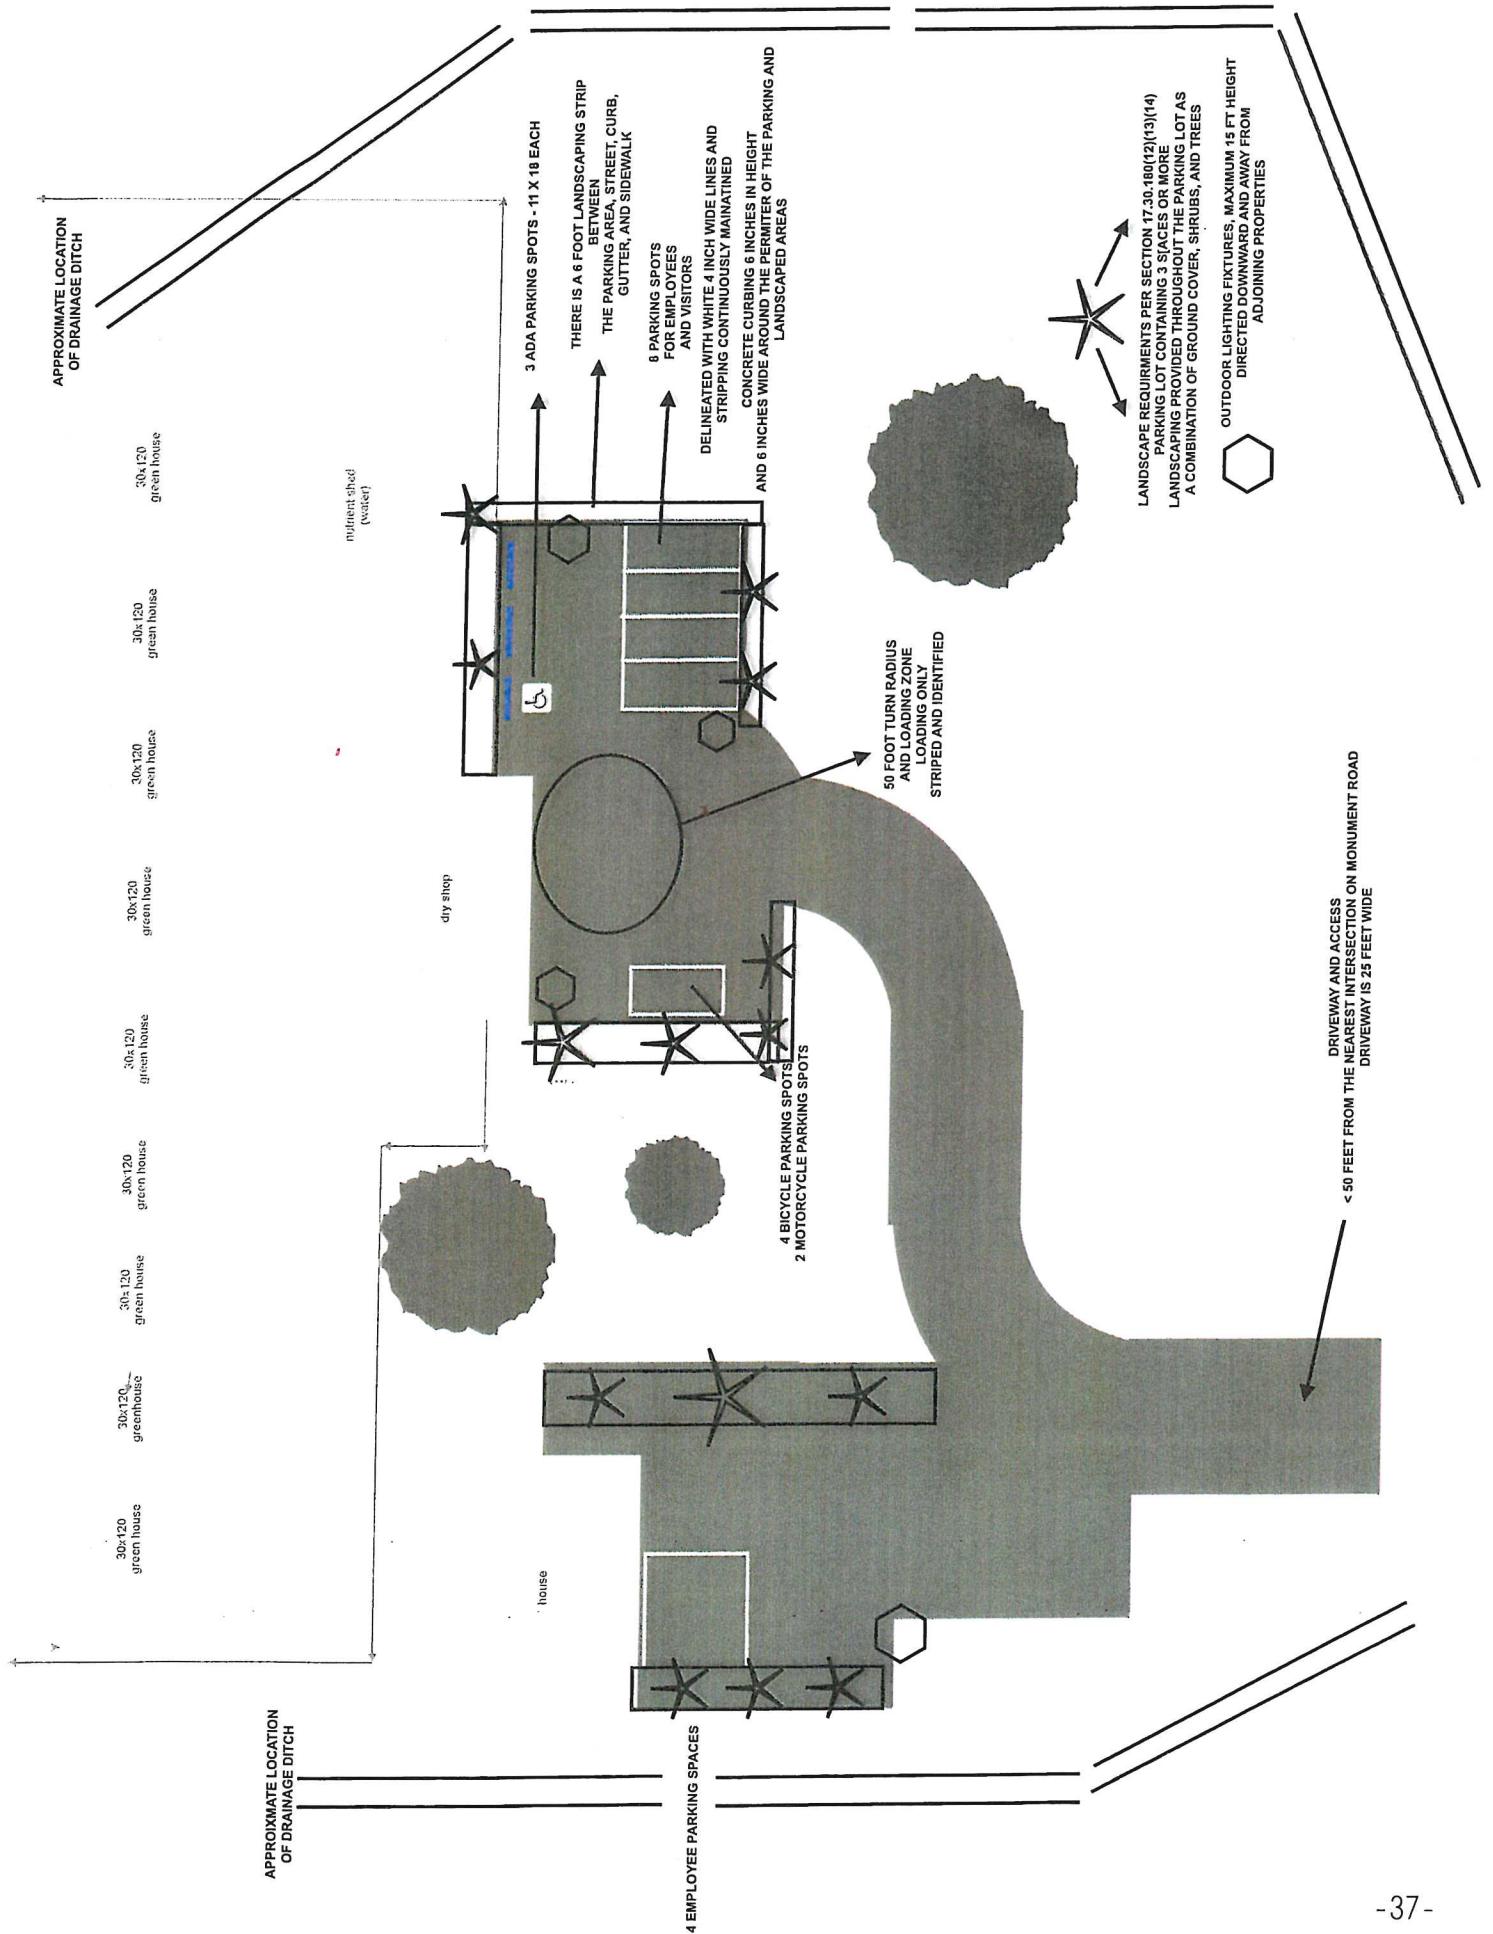 APPROXIMATE LOCATION
OF DRAINAGE DITCH
30x120
green house
30x120
greenhouse
30x120
green house
30x120
green house
30x120
green house
30x120
green house
30x120
green house
30x120
green house
30x120
green house
APPROIXMATE LOCATION
OF DRAINAGE DITCH
nutrient shed
(water)
dry shop
house
3 ADA PARKING SPOTS - 11 X 18 EACH
THERE IS A 6 FOOT LANDSCAPING STRIP
BETWEEN
THE PARKING AREA, STREET, CURB,
GUTTER, AND SIDEWALK
8 PARKING SPOTS
FOR EMPLOYEES
AND VISITORS
4 EMPLOYEE PARKING SPACES
DELINEATED WITH WHITE 4 INCH WIDE LINES AND
STRIPPING CONTINUOUSLY MAINATINED
CONCRETE CURBING 6 INCHES IN HEIGHT
AND 6 INCHES WIDE AROUND THE PERMITER OF THE PARKING AND
LANDSCAPED AREAS
4 BICYCLE PARKING SPOTS
2 MOTORCYCLE PARKING SPOTS
50 FOOT TURN RADIUS
AND LOADING ZONE
LOADING ONLY
STRIPED AND IDENTIFIED
LANDSCAPE REQUIRMENTS PER SECTION 17.30.180(12)(13)(14)
PARKING LOT CONTAINING 3 S[ACES OR MORE
LANDSCAPING PROVIDED THROUGHOUT THE PARKING LOT AS
A COMBINATION OF GROUND COVER, SHRUBS, AND TREES
OUTDOOR LIGHTING FIXTURES, MAXIMUM 15 FT HEIGHT
DIRECTED DOWNWARD AND AWAY FROM
ADJOINING PROPERTIES
DRIVEWAY AND ACCESS
< 50 FEET FROM THE NEAREST INTERSECTION ON MONUMENT ROAD
DRIVEWAY IS 25 FEET WIDE
-37-